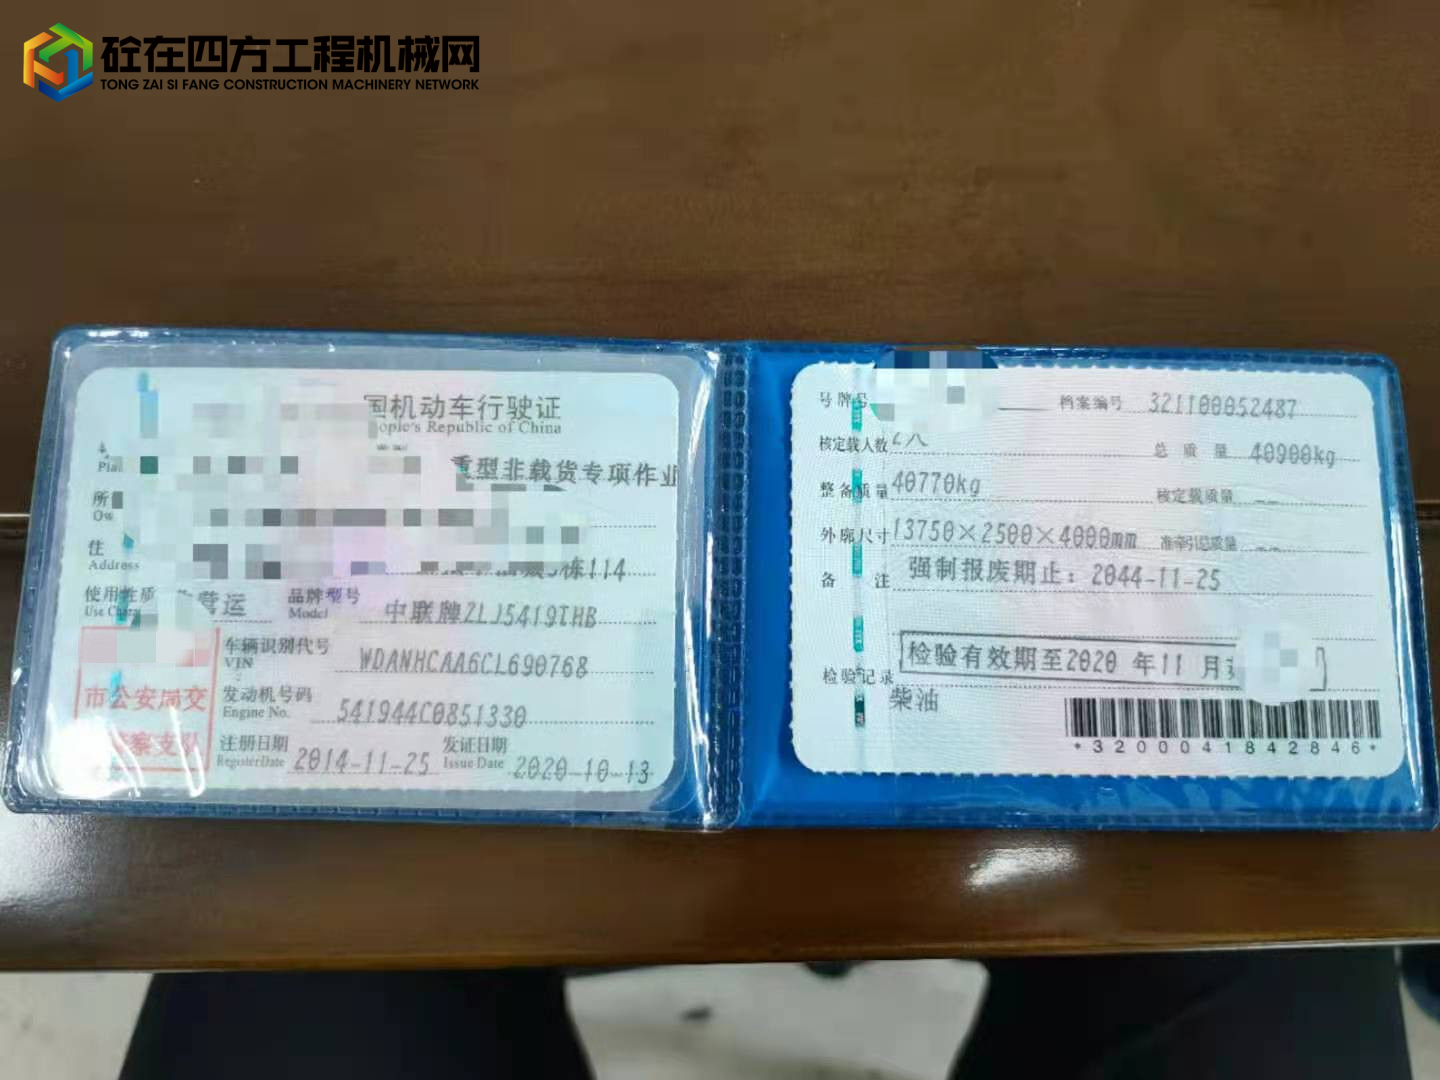 砼在四方工程机械网
TONG ZAI SI FANG CONSTRUCTION MACHINERY NETWORK
国机动车行驶证
ople's Republic of China
重型非载货专项作业
所
Ow
住
Address
栋114
使用性质
营运
品牌型号
Model
中联牌ZLJ5419THB
车辆识别代号
VIN
WDANHCAA6CL690768
市公安局交
察支队
发动机号码
Engine No.
541944C0851330
注册日期
RegisterDate
2014-11-25
发证日期
Issue Date
2020-10-13
号牌号
档案编号
321100052487
核定载人数
总质量
40900kg
整备质量
40770kg
核定载质量
--
外廓尺寸
13750×2500×4000mm
准牵引总质量
--
备注
强制报废期止：2044-11-25
检验记录
检验有效期至2020 年11 月
柴油
*3200041842846*